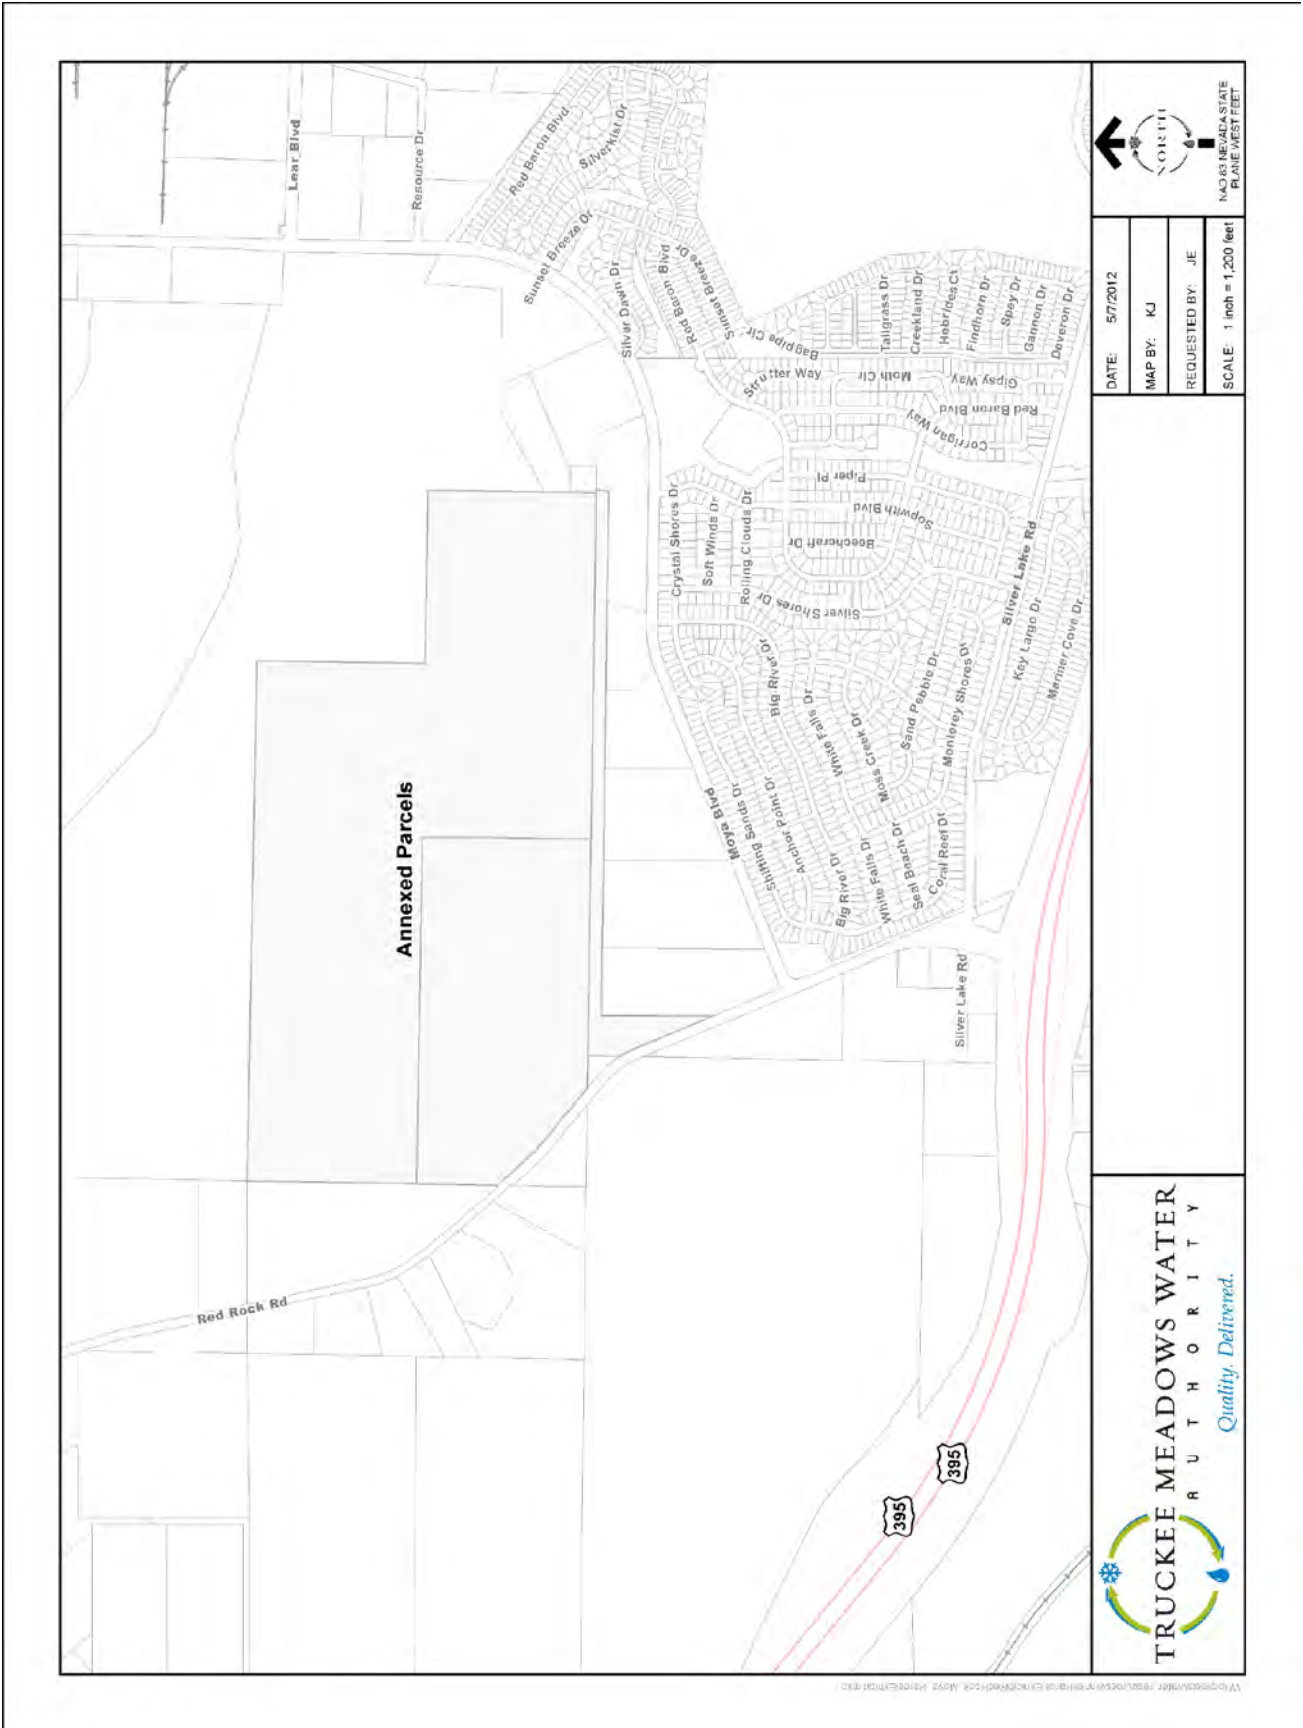 Annexed Parcels
Red Rock Rd
Lear Blvd
Resource Dr
Red Baron Blvd
Silverkist Dr
Sunset Breeze Dr
Silver Dawn Dr
Red Baron Blvd
Sunset Breeze Dr
Bagpipe Cir
Strutter Way
Moth Cir
Gipsy Way
Tallgrass Dr
Creekland Dr
Hebrides Ct
Findhorn Dr
Spey Dr
Gannon Dr
Deveron Dr
Red Baron Blvd
Corrigan Way
Piper Pl
Sopwith Blvd
Beechcraft Dr
Crystal Shores Dr
Soft Winds Dr
Rolling Clouds Dr
Silver Shores Dr
Silver Lake Rd
Key Largo Dr
Mariner Cove Dr
Monterey Shores Dr
Sand Pebble Dr
Moss Creek Dr
White Falls Dr
Big River Dr
Moya Blvd
Shifting Sands Dr
Anchor Point Dr
Big River Dr
White Falls Dr
Seal Beach Dr
Coral Reef Dr
Silver Lake Rd
395
395
TRUCKEE MEADOWS WATER
AUTHORITY
Quality. Delivered.
DATE: 5/7/2012
MAP BY: KJ
REQUESTED BY: JE
SCALE: 1 inch = 1,200 feet
NORTH
NAD 83 NEVADA STATE
PLANE WEST FEET